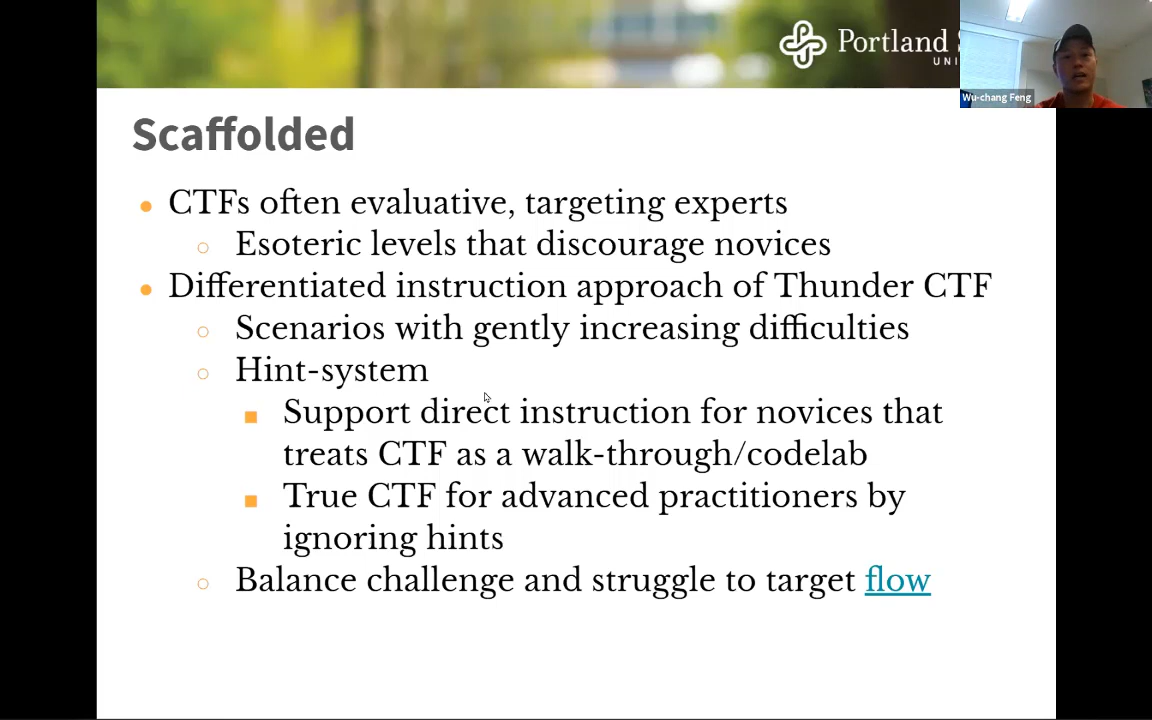 Portland
UNI
Wu-chang Feng
Scaffolded
CTFs often evaluative, targeting experts
Esoteric levels that discourage novices
Differentiated instruction approach of Thunder CTF
Scenarios with gently increasing difficulties
Hint-system
Support direct instruction for novices that
treats CTF as a walk-through/codelab
True CTF for advanced practitioners by
ignoring hints
Balance challenge and struggle to target flow